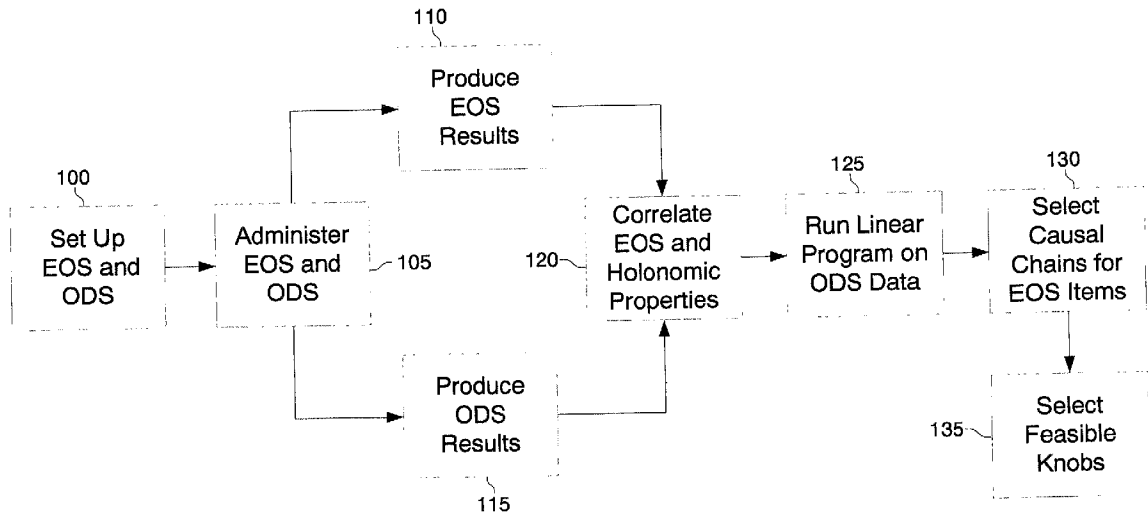 100
Set Up
EOS and
ODS
Administer
EOS and
ODS
105
110
Produce
EOS
Results
Produce
ODS
Results
115
120
Correlate
EOS and
Holonomic
Properties
125
Run Linear
Program on
ODS Data
130
Select
Causal
Chains for
EOS Items
135
Select
Feasible
Knobs